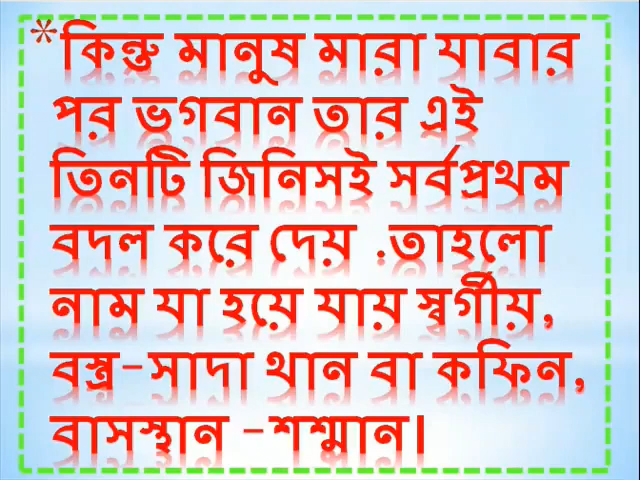 *কিন্তু মানুষ মারা যাবার
পর ভগবান তার এই
তিনটি জিনিসই সর্বপ্রথম
বদল করে দেয় .তাহলো
নাম যা হয়ে যায় স্বর্গীয়,
বস্ত্র-সাদা থান বা কফিন,
বাসস্থান -শশ্মান।